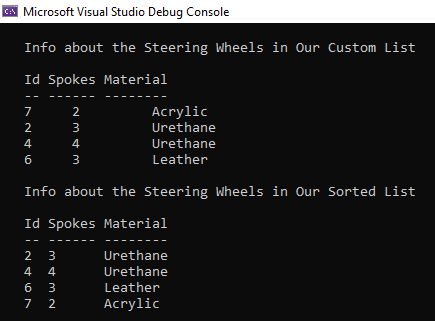 Microsoft Visual Studio Debug Console
Info about the Steering Wheels in Our Custom List
Id Spokes Material
-- ------ --------
7     2         Acrylic
2     3         Urethane
4     4         Urethane
6     3         Leather
Info about the Steering Wheels in Our Sorted List
Id Spokes Material
-- ------ --------
2  3      Urethane
4  4      Urethane
6  3      Leather
7  2      Acrylic